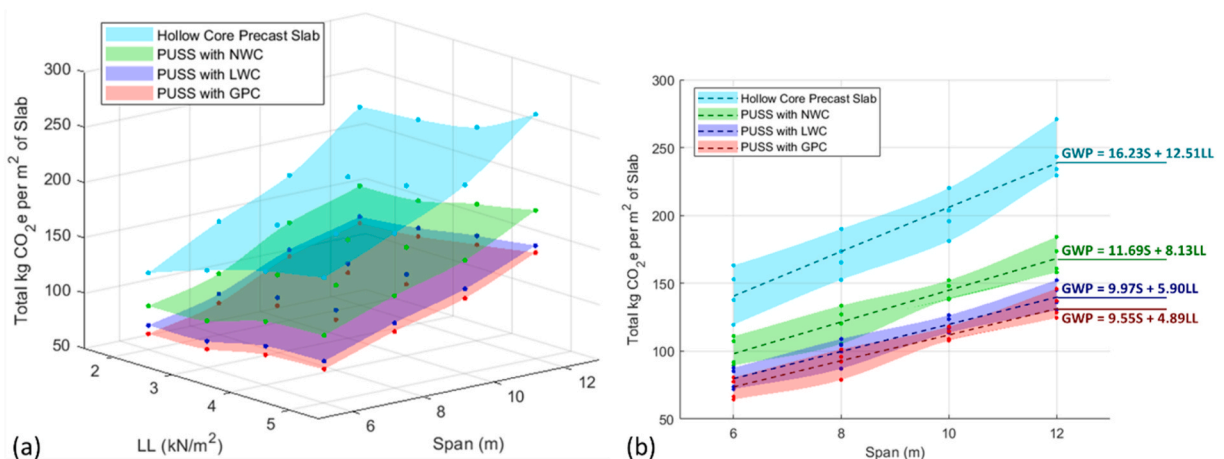 Hollow Core Precast Slab
PUSS with NWC
PUSS with LWC
PUSS with GPC
Total kg CO2e per m2 of Slab
300
250
200
150
100
50
2
3
4
5
LL (kN/m2)
6
8
10
12
Span (m)
(a)
Hollow Core Precast Slab
PUSS with NWC
PUSS with LWC
PUSS with GPC
Total kg CO2e per m2 of Slab
300
250
200
150
100
50
GWP = 16.23S + 12.51LL
GWP = 11.69S + 8.13LL
GWP = 9.97S + 5.90LL
GWP = 9.55S + 4.89LL
6
8
10
12
Span (m)
(b)